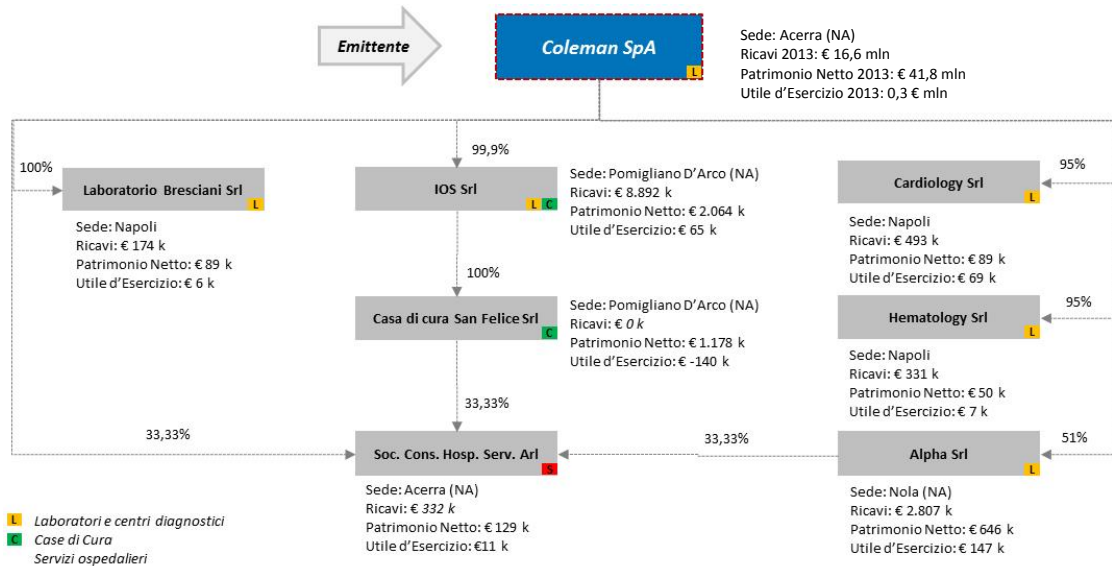 Emittente
Coleman SpA
L
Sede: Acerra (NA)
Ricavi 2013: € 16,6 mln
Patrimonio Netto 2013: € 41,8 mln
Utile d'Esercizio 2013: 0,3 € mln
100%
99,9%
95%
Laboratorio Bresciani Srl
L
Sede: Napoli
Ricavi: € 174 k
Patrimonio Netto: € 89 k
Utile d'Esercizio: € 6 k
IOS Srl
L C
Sede: Pomigliano D'Arco (NA)
Ricavi: € 8.892 k
Patrimonio Netto: € 2.064 k
Utile d'Esercizio: € 65 k
Cardiology Srl
L
Sede: Napoli
Ricavi: € 493 k
Patrimonio Netto: € 89 k
Utile d'Esercizio: € 69 k
100%
95%
Casa di cura San Felice Srl
C
Sede: Pomigliano D'Arco (NA)
Ricavi: € 0 k
Patrimonio Netto: € 1.178 k
Utile d'Esercizio: € -140 k
Hematology Srl
L
Sede: Napoli
Ricavi: € 331 k
Patrimonio Netto: € 50 k
Utile d'Esercizio: € 7 k
33,33%
33,33%
33,33%
51%
Soc. Cons. Hosp. Serv. Arl
S
Sede: Acerra (NA)
Ricavi: € 332 k
Patrimonio Netto: € 129 k
Utile d'Esercizio: €11 k
Alpha Srl
L
Sede: Nola (NA)
Ricavi: € 2.807 k
Patrimonio Netto: € 646 k
Utile d'Esercizio: € 147 k
L Laboratori e centri diagnostici
C Case di Cura
Servizi ospedalieri